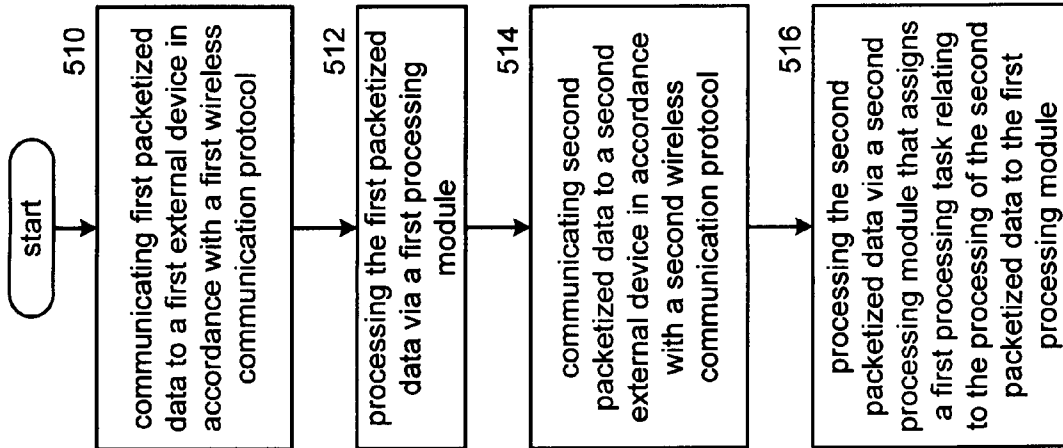 start
510
communicating first packetized
data to a first external device in
accordance with a first wireless
communication protocol
512
processing the first packetized
data via a first processing
module
514
communicating second
packetized data to a second
external device in accordance
with a second wireless
communication protocol
516
processing the second
packetized data via a second
processing module that assigns
a first processing task relating
to the processing of the second
packetized data to the first
processing module